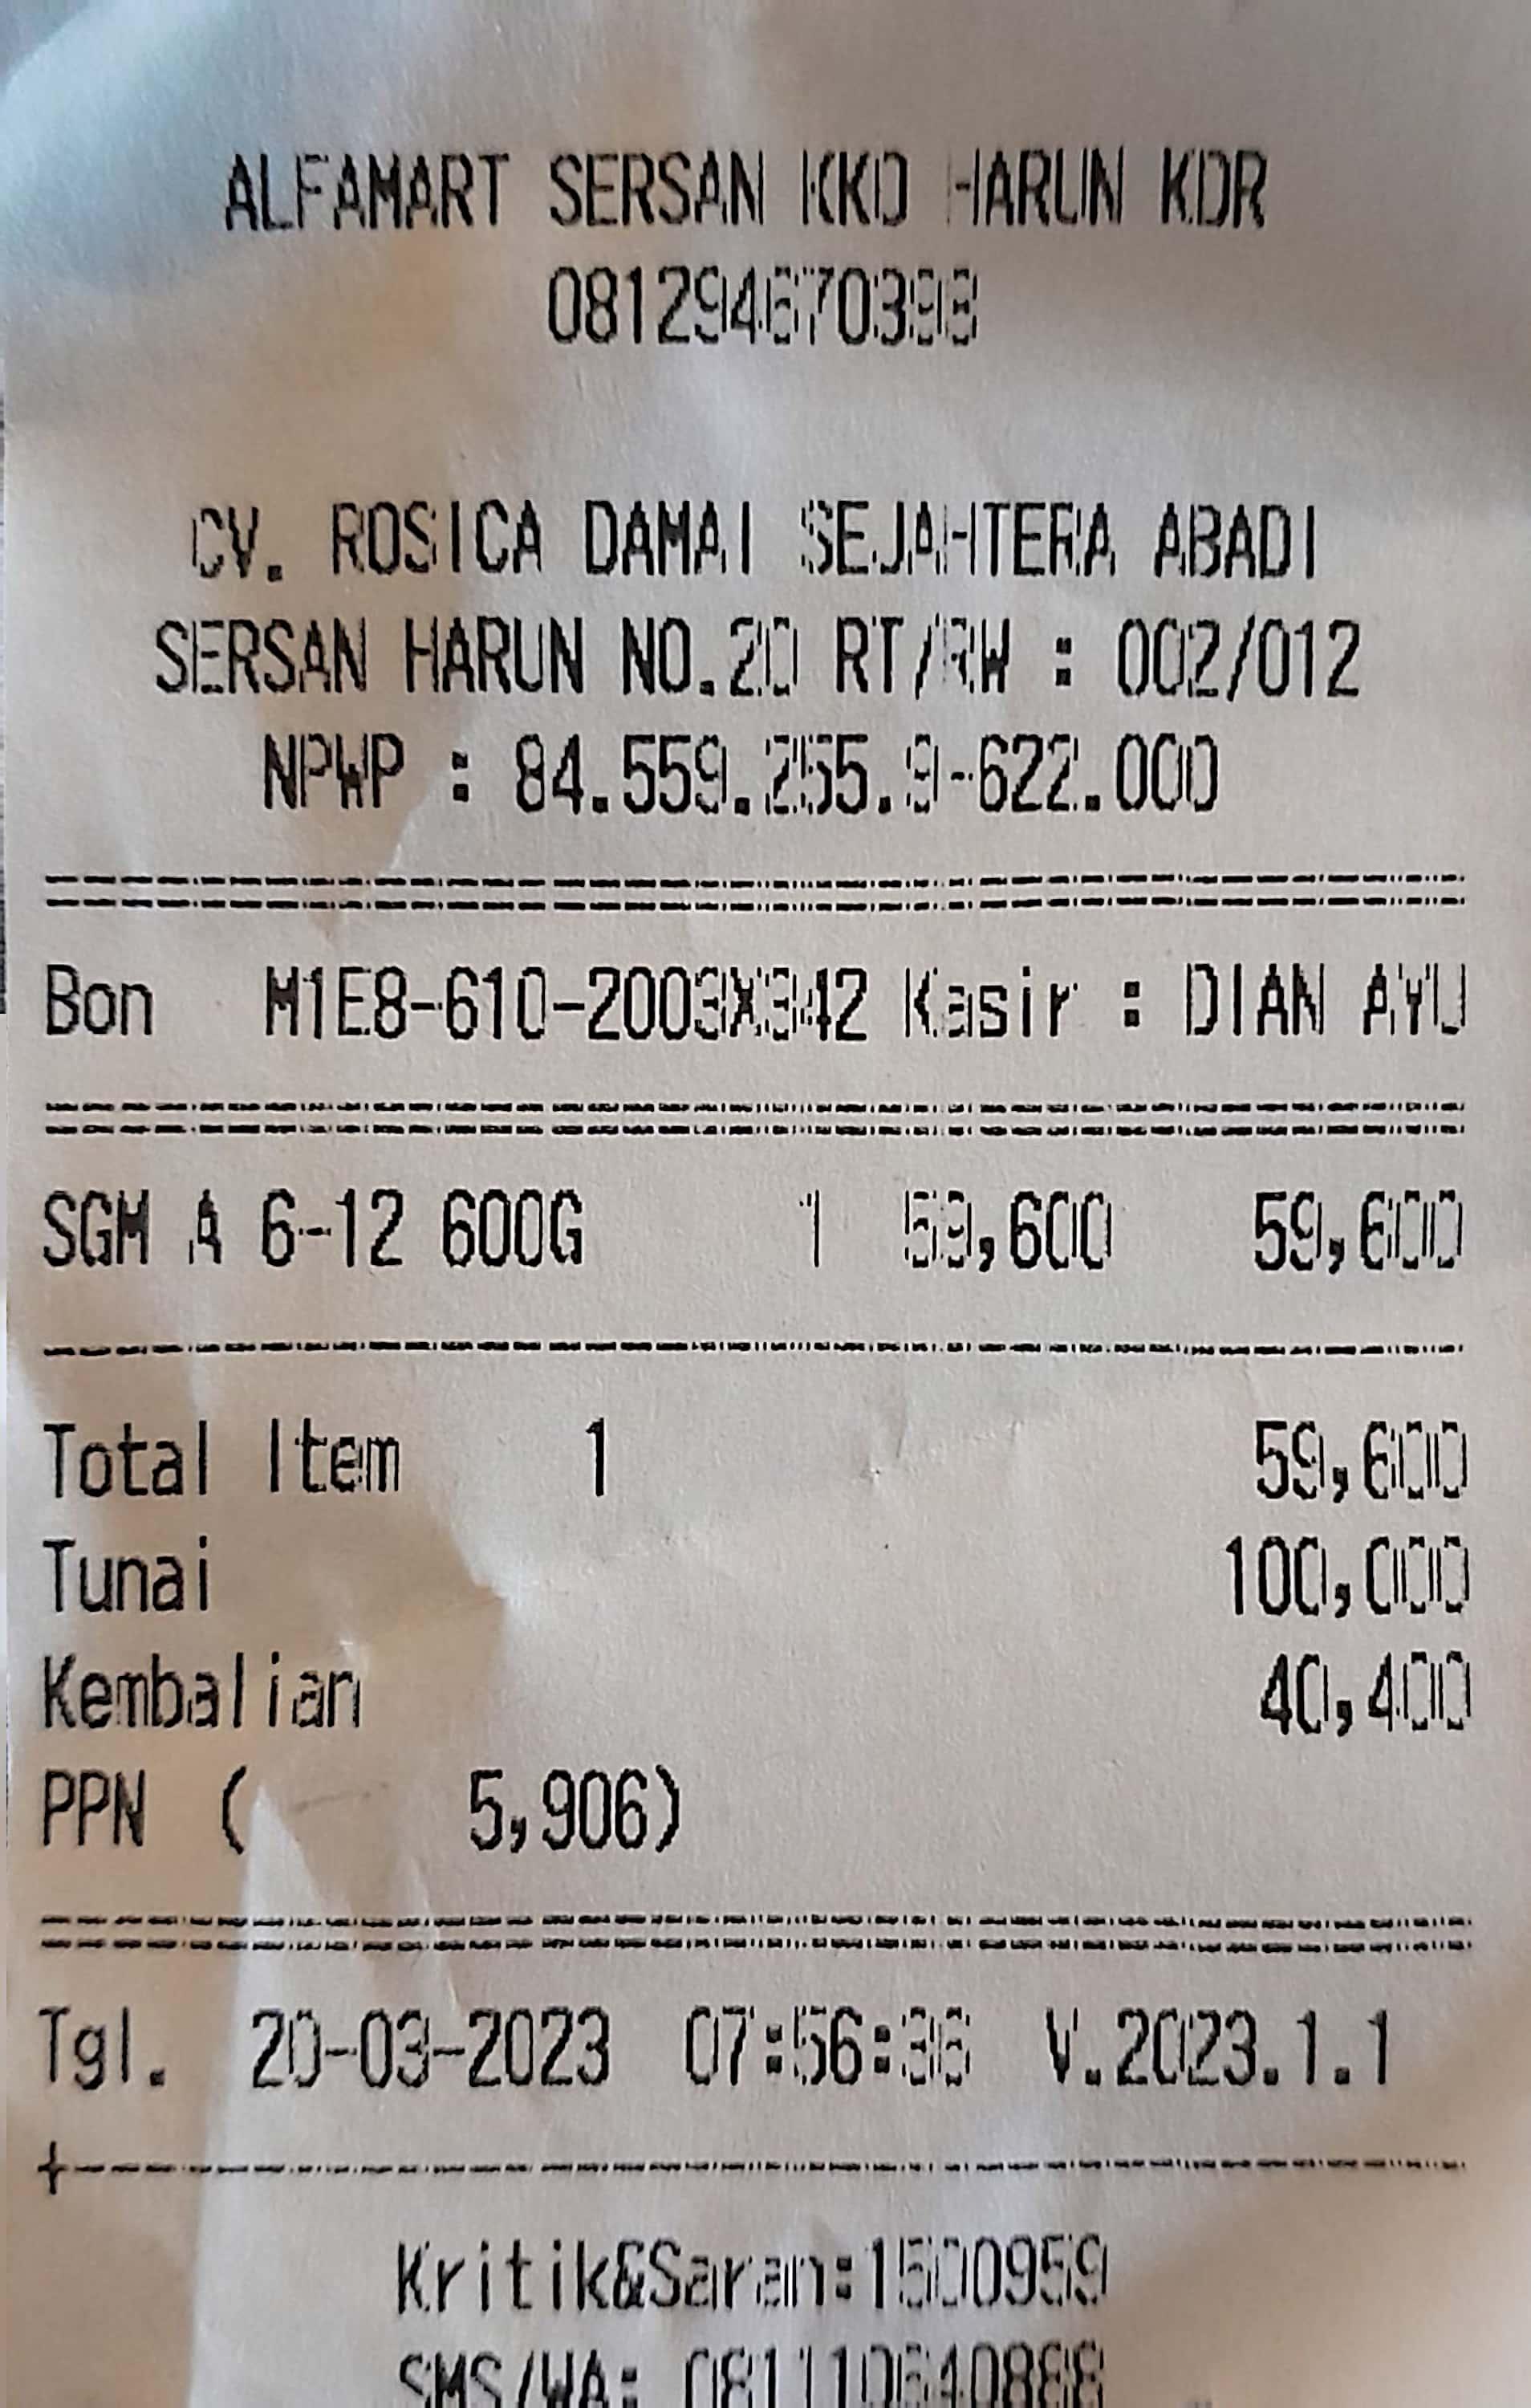 ALFAMART SERSAN KKO HARUN KDR
081294670398
CV. ROSICA DAMAI SEJAHTERA ABADI
SERSAN HARUN NO.20 RT/RW : 002/012
NPWP : 84.559.255.9-622.000
Bon M1E8-610-2003X342 Kasir : DIAN AYU
SGM A 6-12 600G 1 59,600 59,600
Total Item 1 59,600
Tunai 100,000
Kembalian 40,400
PPN ( 5,906)
Tgl. 20-03-2023 07:56:36 V.2023.1.1
Kritik&Saran:1500959
SMS/WA: